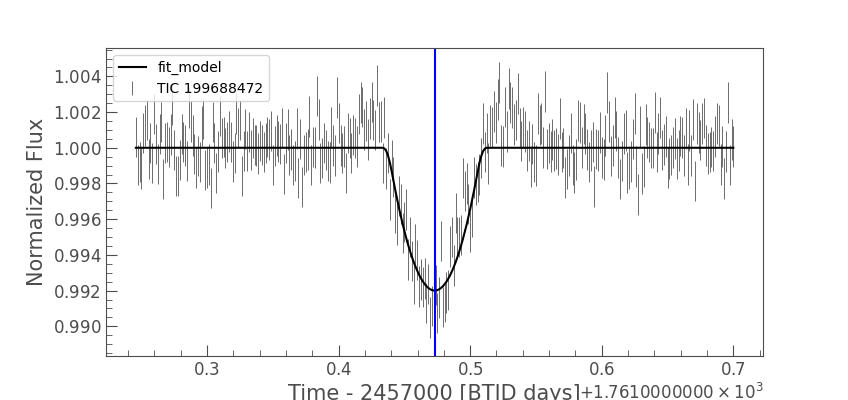 fit_model
TIC 199688472
1.004
1.002
1.000
0.998
0.996
0.994
0.992
0.990
Normalized Flux
0.3 0.4 0.5 0.6 0.7
Time - 2457000 [BTJD days]
+1.7610000000 × 10³